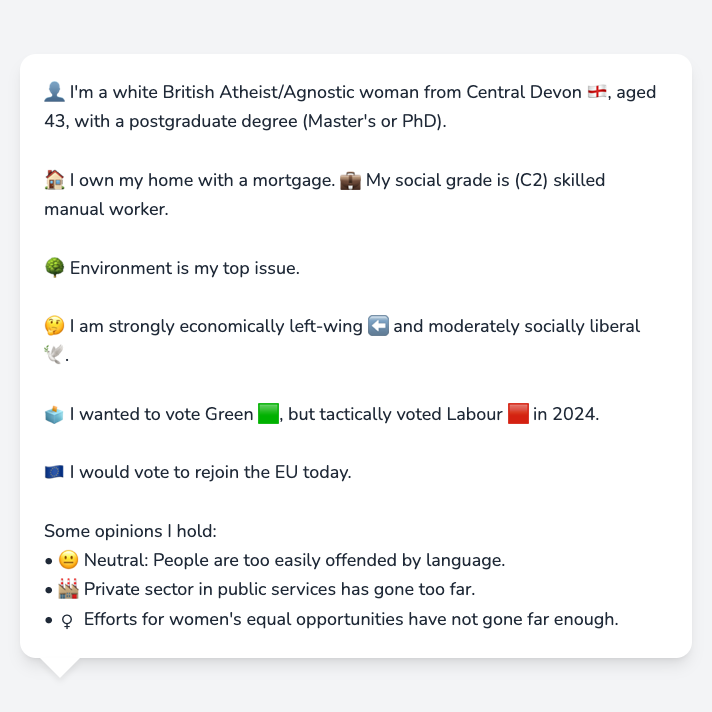 👤 I'm a white British Atheist/Agnostic woman from Central Devon 🏴󠁧󠁢󠁥󠁮󠁧󠁿, aged
43, with a postgraduate degree (Master's or PhD).
🏠 I own my home with a mortgage. 💼 My social grade is (C2) skilled
manual worker.
🌳 Environment is my top issue.
🤔 I am strongly economically left-wing ⬅️ and moderately socially liberal
🕊️.
🗳️ I wanted to vote Green 🟩, but tactically voted Labour 🟥 in 2024.
🇪🇺 I would vote to rejoin the EU today.
Some opinions I hold:
• 😐 Neutral: People are too easily offended by language.
• 🏭 Private sector in public services has gone too far.
• ♀ Efforts for women's equal opportunities have not gone far enough.